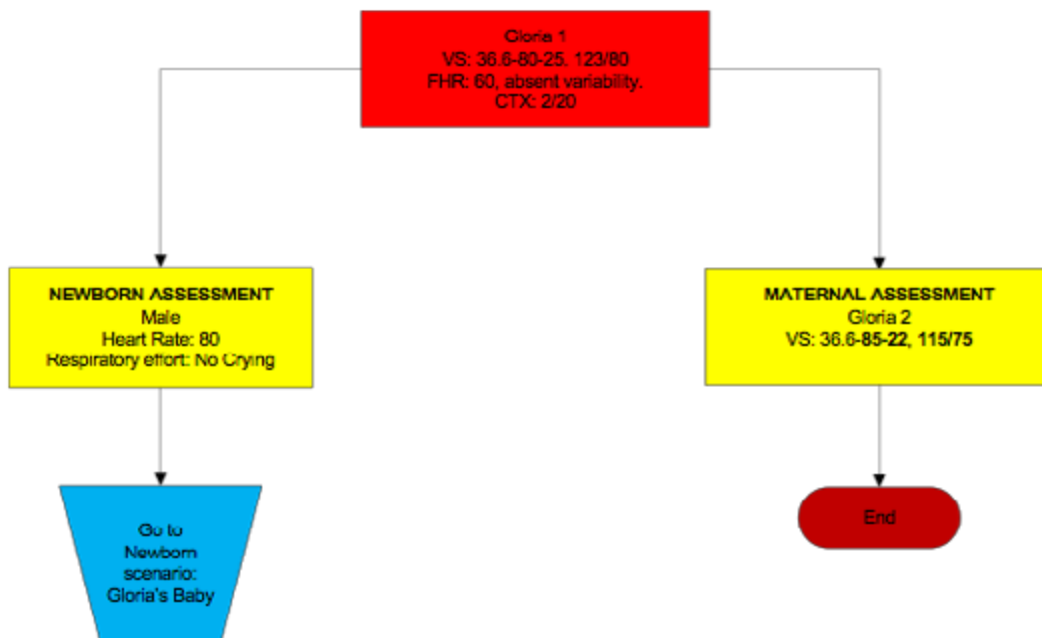 Gloria 1
VS: 36.6-80-25. 123/80
FHR: 60, absent variability.
CTX: 2/20
NEWBORN ASSESSMENT
Male
Heart Rate: 80
Respiratory effort: No Crying
MATERNAL ASSESSMENT
Gloria 2
VS: 36.6-85-22, 115/75
Go to
Newborn
scenario:
Gloria's Baby
End